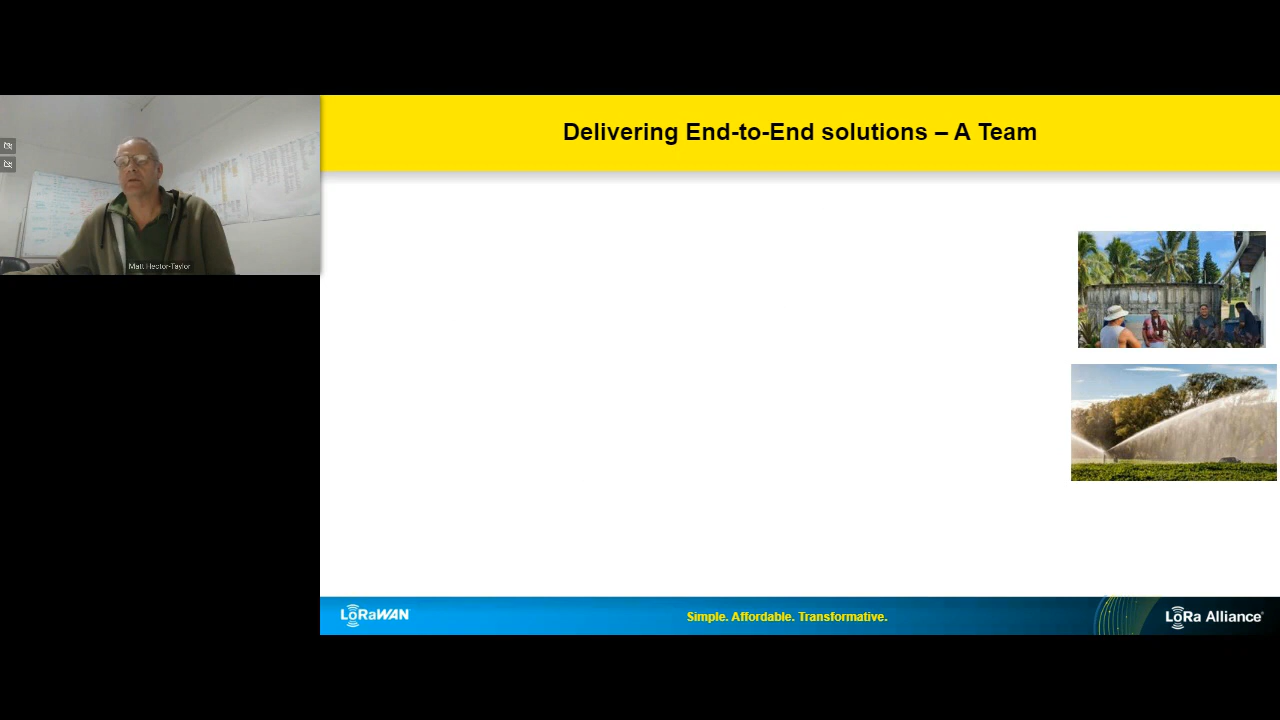 Delivering End-to-End solutions – A Team
Matt Hector-Taylor
LoRaWAN
Simple. Affordable. Transformative.
LoRa Alliance®